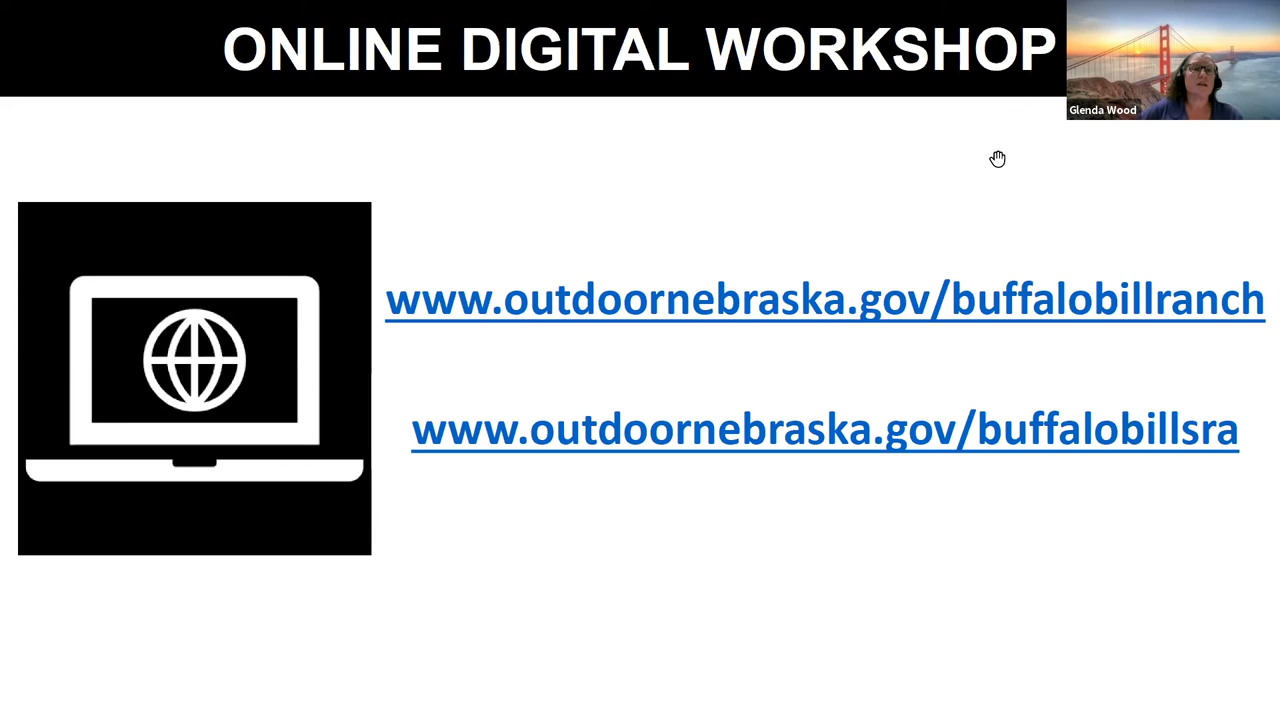 ONLINE DIGITAL WORKSHOP
Glenda Wood
www.outdoornebraska.gov/buffalobillranch
www.outdoornebraska.gov/buffalobillsra